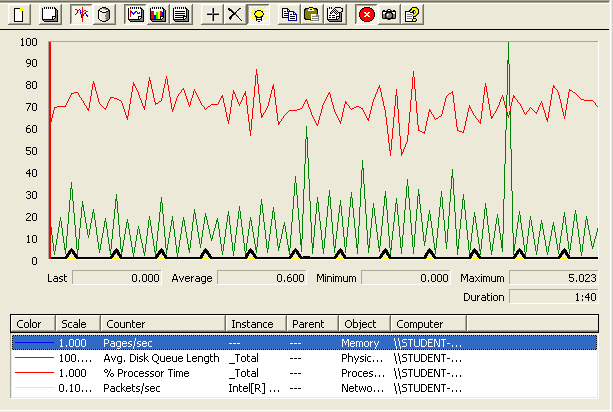 100
90
80
70
60
50
40
30
20
10
0
Last 0.000 Average 0.600 Minimum 0.000 Maximum 5.023
Duration 1:40
Color Scale Counter Instance Parent Object Computer
1.000 Pages/sec --- --- Memory \\STUDENT-...
100.... Avg. Disk Queue Length _Total --- Physic... \\STUDENT-...
1.000 % Processor Time _Total --- Proces... \\STUDENT-...
0.10... Packets/sec Intel[R] ... --- Netwo... \\STUDENT-...